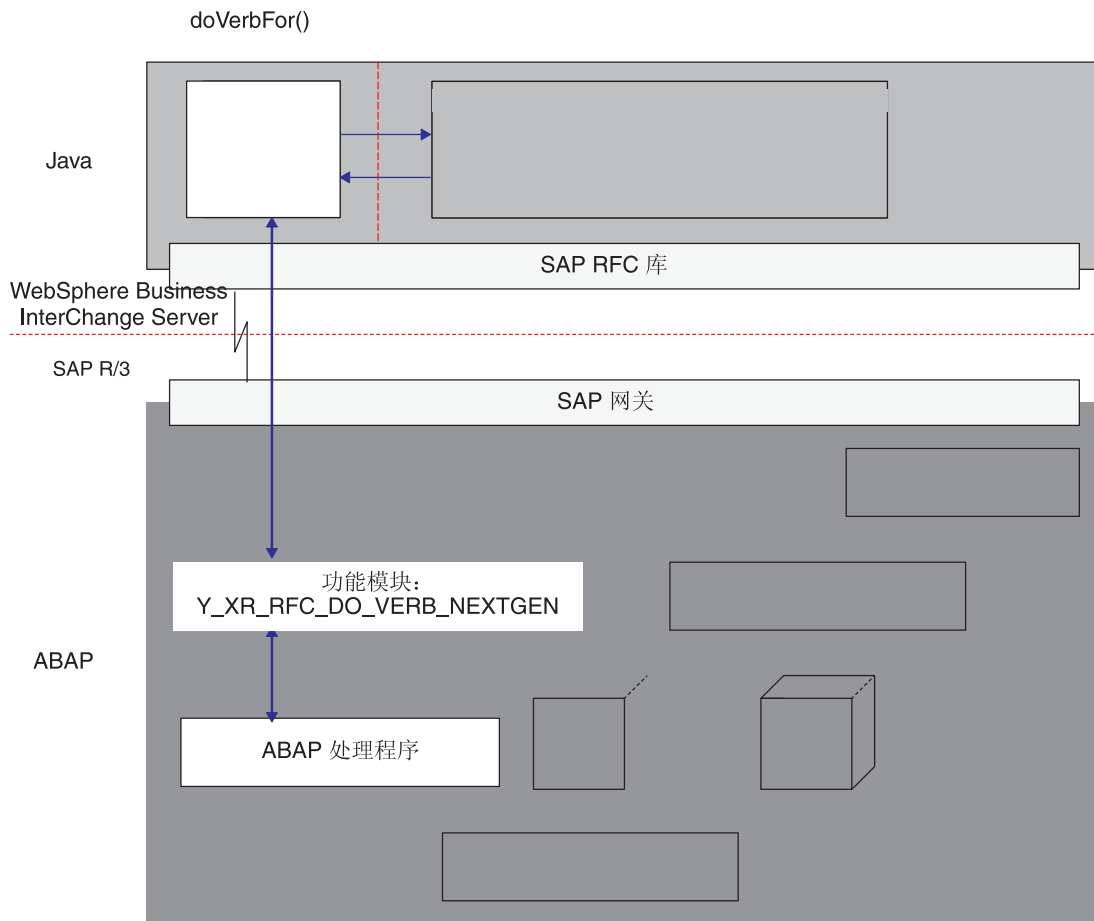 doVerbFor()
Java
SAP RFC 库
WebSphere Business
InterChange Server
SAP R/3
SAP 网关
功能模块：
Y_XR_RFC_DO_VERB_NEXTGEN
ABAP
ABAP 处理程序